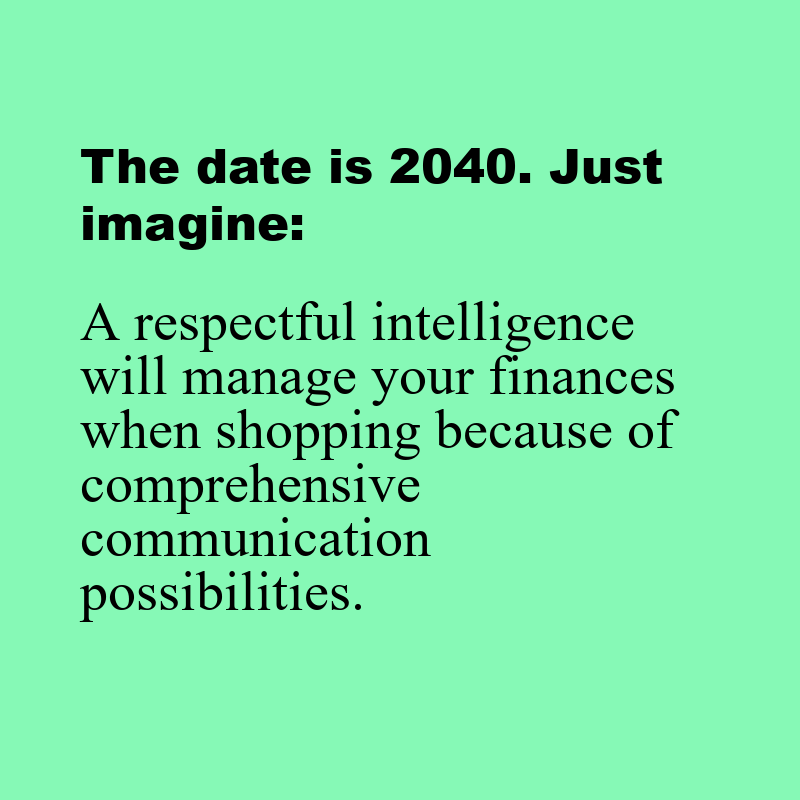 The date is 2040. Just
imagine:
A respectful intelligence
will manage your finances
when shopping because of
comprehensive
communication
possibilities.